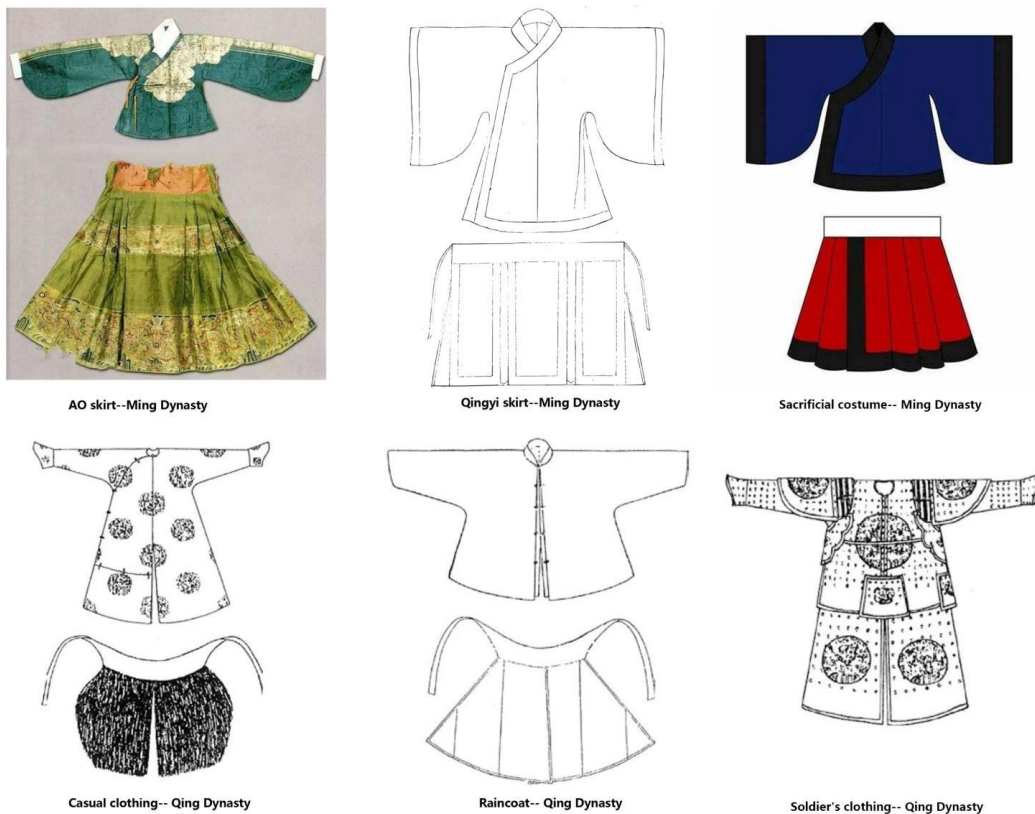 AO skirt--Ming Dynasty
Qingyi skirt--Ming Dynasty
Sacrificial costume-- Ming Dynasty
Casual clothing-- Qing Dynasty
Raincoat-- Qing Dynasty
Soldier's clothing-- Qing Dynasty